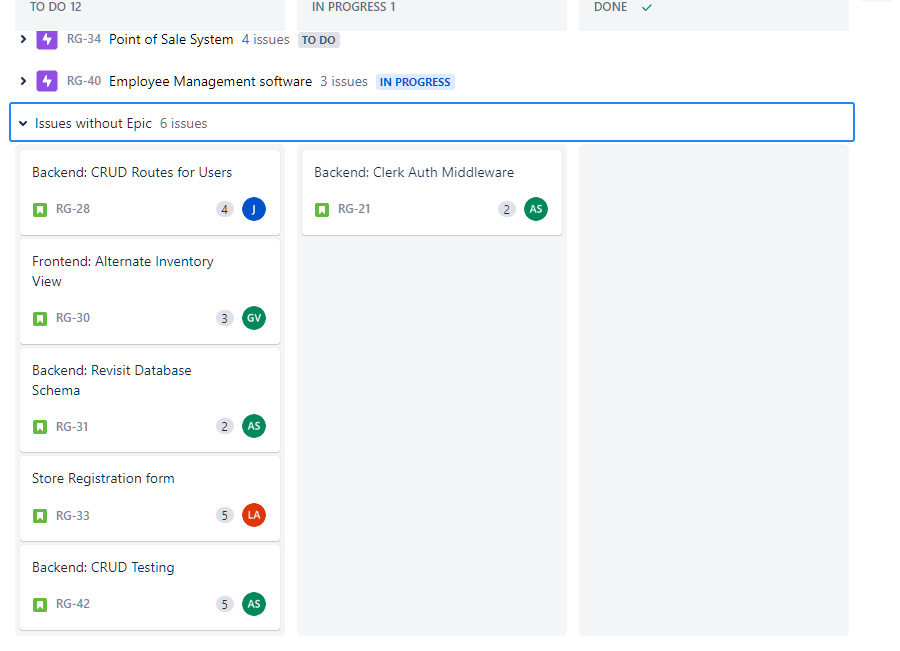 TO DO 12
IN PROGRESS 1
DONE
RG-34 Point of Sale System 4 issues TO DO
RG-40 Employee Management software 3 issues IN PROGRESS
Issues without Epic 6 issues
Backend: CRUD Routes for Users
RG-28 4 J
Frontend: Alternate Inventory
View
RG-30 3 GV
Backend: Revisit Database
Schema
RG-31 2 AS
Store Registration form
RG-33 5 LA
Backend: CRUD Testing
RG-42 5 AS
Backend: Clerk Auth Middleware
RG-21 2 AS